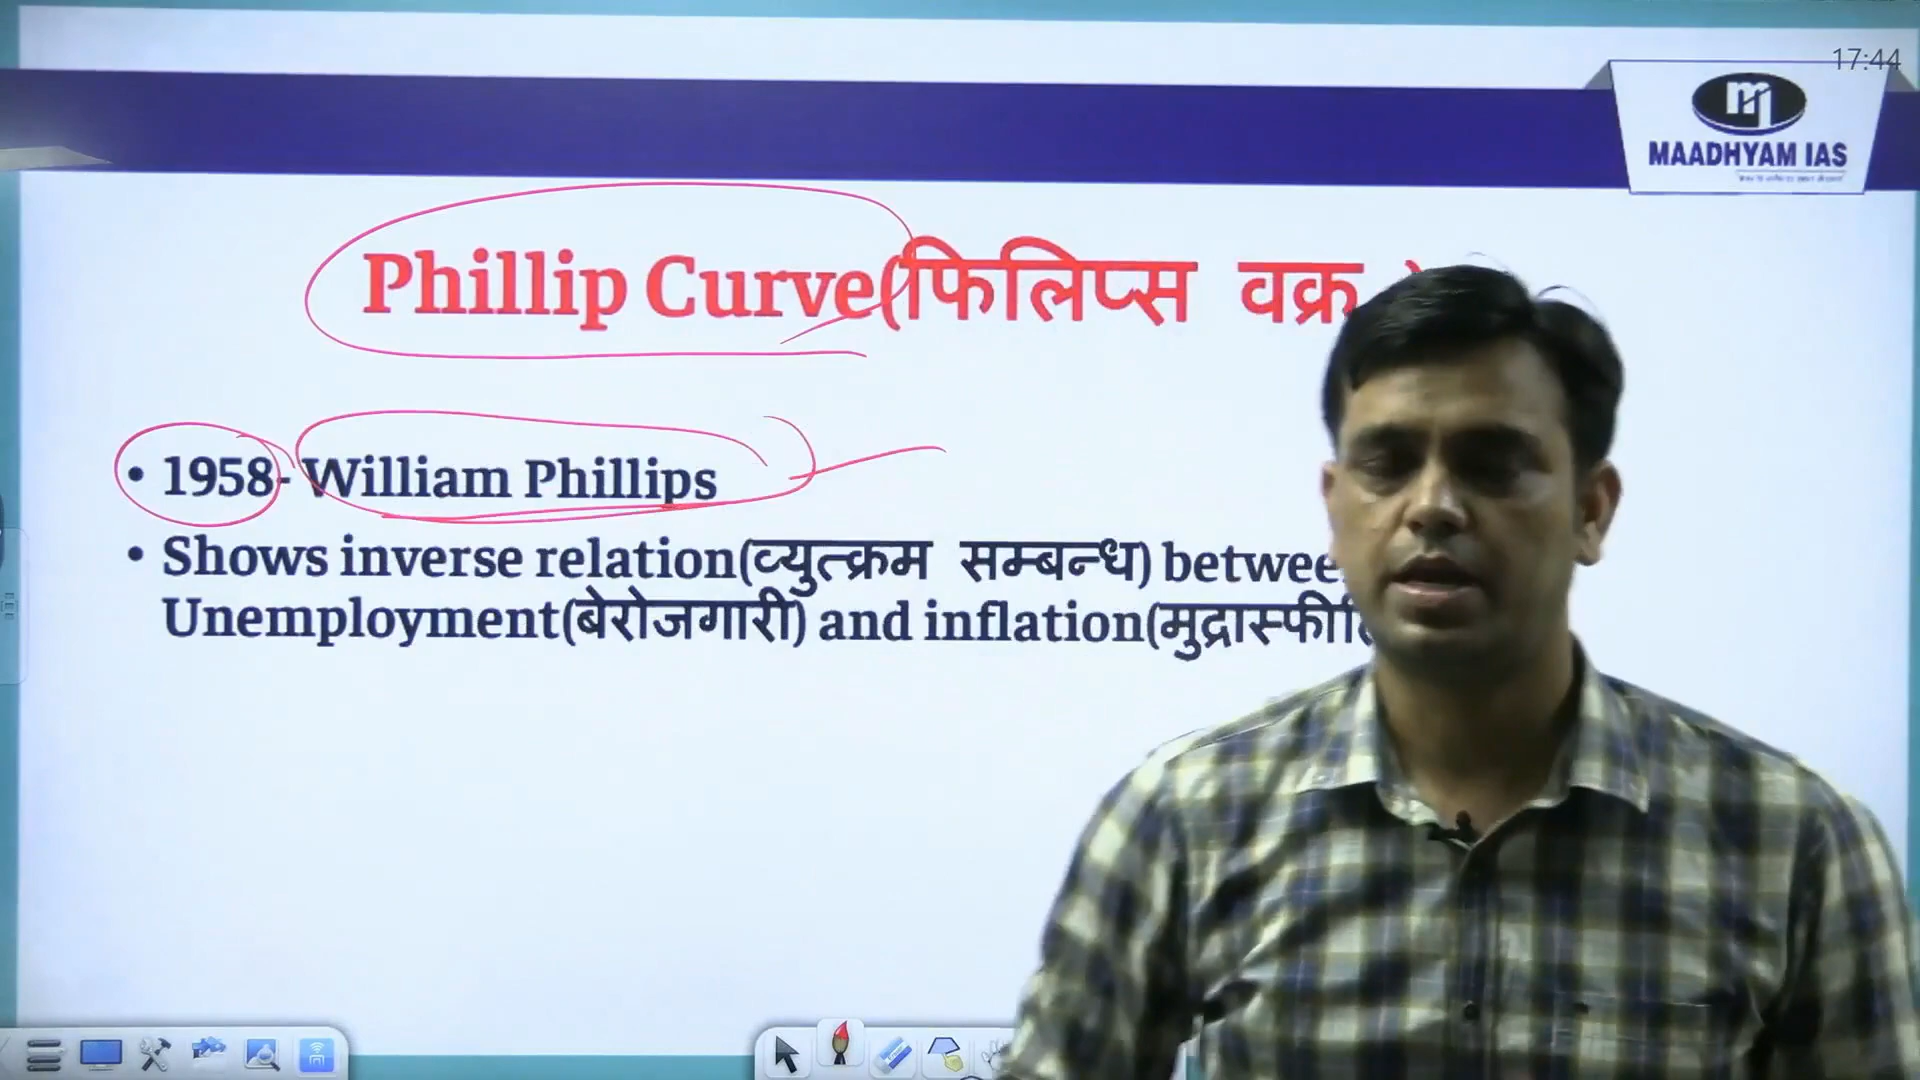 17:44
MAADHYAM IAS
Phillip Curve(फिलिप्स वक्र )
• 1958- William Phillips
• Shows inverse relation(व्युत्क्रम सम्बन्ध)
Unemployment(बेरोजगारी) and inflation(